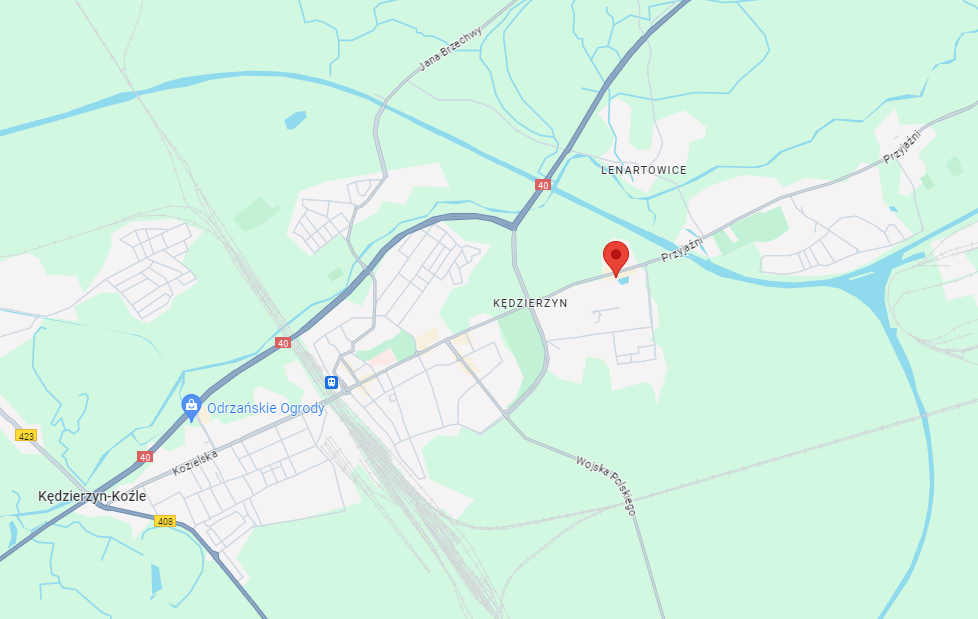 Jana Brzechwy
Przyjaźni
LENARTOWICE
40
Przyjaźni
KĘDZIERZYN
40
Odrzańskie Ogrody
423
40
Kozielska
Wojska Polskiego
Kędzierzyn-Koźle
408